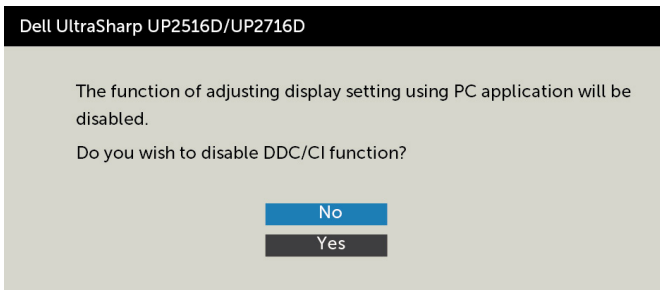 Dell UltraSharp UP2516D/UP2716D
The function of adjusting display setting using PC application will be
disabled.
Do you wish to disable DDC/CI function?
No
Yes